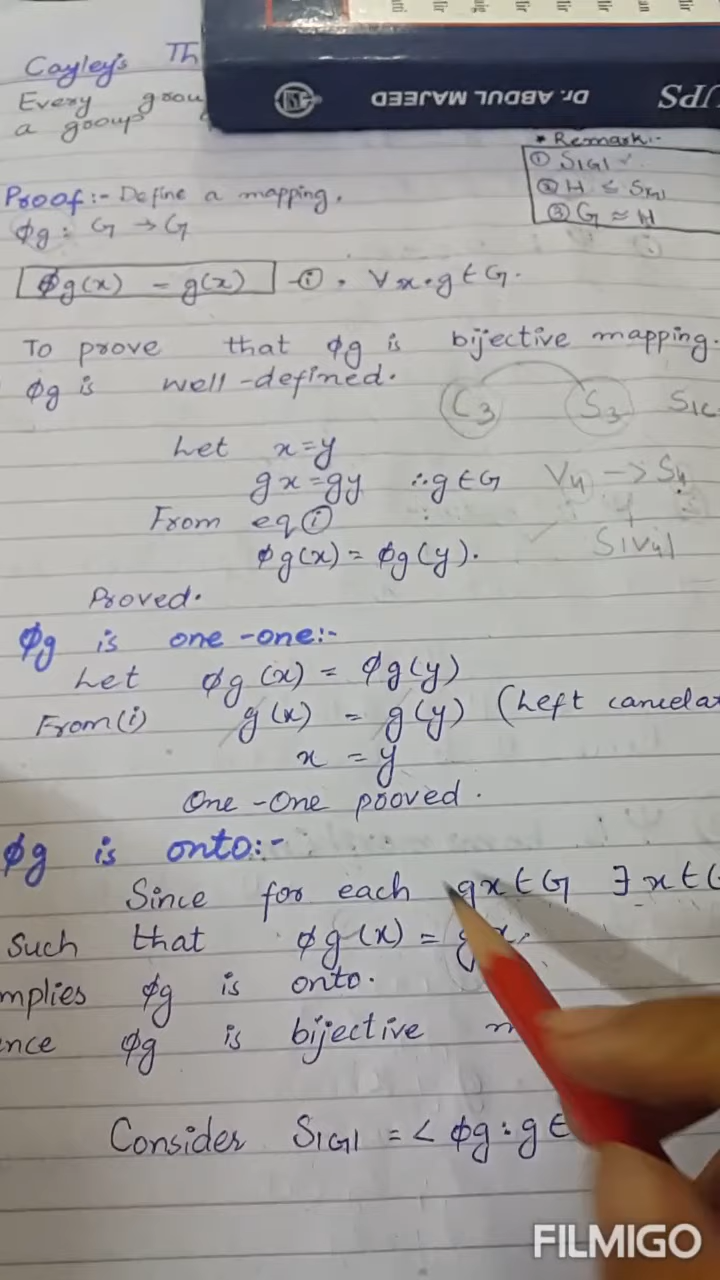 Cayley's Th
Every grou
a group
UPS
Dr. ABDUL MAJEED
* Remark:-
① S|G| ✓
② H ≤ S|G|
③ G ≈ H
Proof:- Define a mapping.
φg : G → G
φg(x) = g(x) -①, ∀ x, g ∈ G.
To prove that φg is bijective mapping.
φg is well-defined.
C3 S3
Let x = y
gx = gy ∴ g ∈ G
V4 → S4
From eq ①
S|V4|
φg(x) = φg(y).
Proved.
φg is one-one:-
Let φg(x) = φg(y)
From (i) g(x) = g(y) (Left cancelat
x = y
One-One prooved.
φg is onto:-
Since for each gx ∈ G ∃ x ∈ G
Such that φg(x) = gx.
mplies φg is onto.
ence φg is bijective m
Consider S|G| = < φg : g ∈
FILMIGO